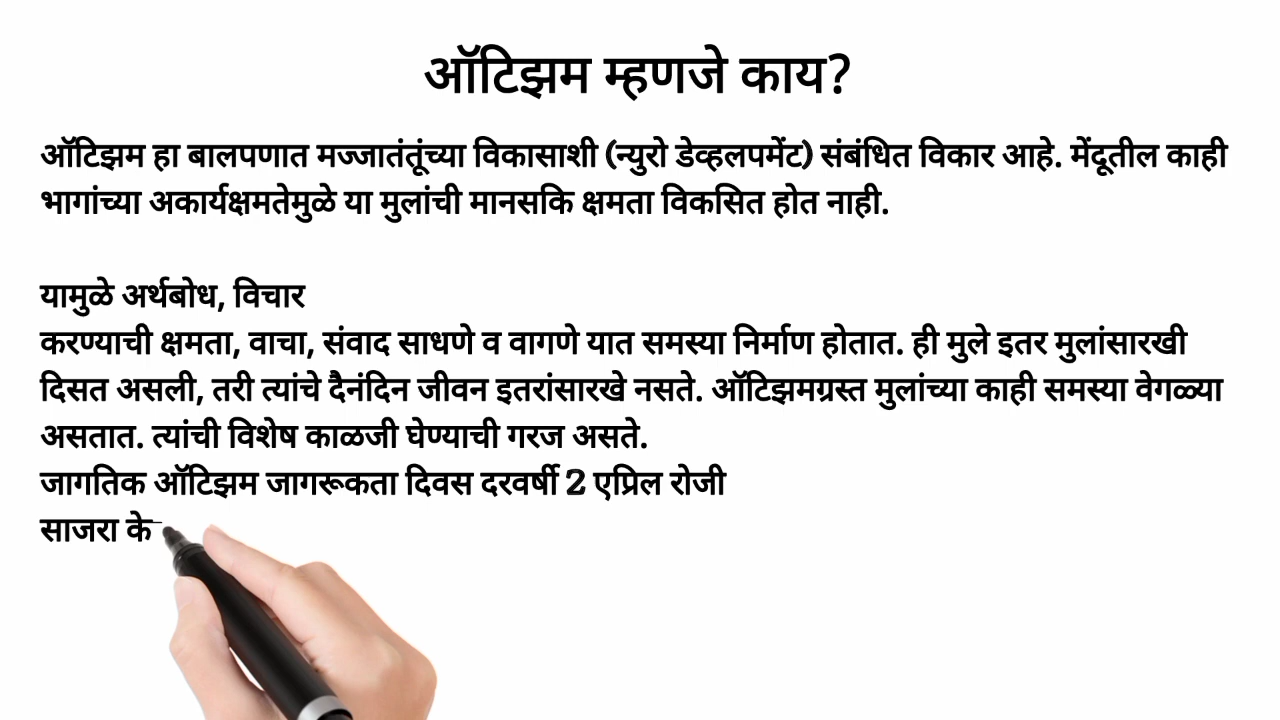 ऑटिझम म्हणजे काय?
ऑटिझम हा बालपणात मज्जातंतूंच्या विकासाशी (न्युरो डेव्हलपमेंट) संबंधित विकार आहे. मेंदूतील काही
भागांच्या अकार्यक्षमतेमुळे या मुलांची मानसकि क्षमता विकसित होत नाही.
यामुळे अर्थबोध, विचार
करण्याची क्षमता, वाचा, संवाद साधणे व वागणे यात समस्या निर्माण होतात. ही मुले इतर मुलांसारखी
दिसत असली, तरी त्यांचे दैनंदिन जीवन इतरांसारखे नसते. ऑटिझमग्रस्त मुलांच्या काही समस्या वेगळ्या
असतात. त्यांची विशेष काळजी घेण्याची गरज असते.
जागतिक ऑटिझम जागरूकता दिवस दरवर्षी 2 एप्रिल रोजी
साजरा के